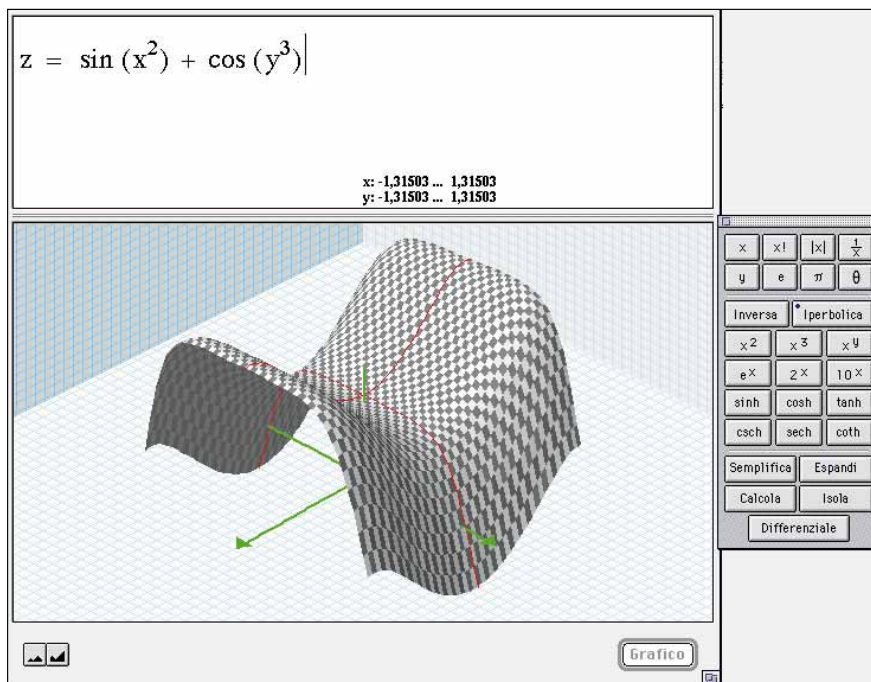 z = sin (x²) + cos (y³)
x: -1,31503 ... 1,31503
y: -1,31503 ... 1,31503
x x! |x| 1/x
y e π θ
Inversa Iperbolica
x² x³ xʸ
eˣ 2ˣ 10ˣ
sinh cosh tanh
csch sech coth
Semplifica Espandi
Calcola Isola
Differenziale
Grafico